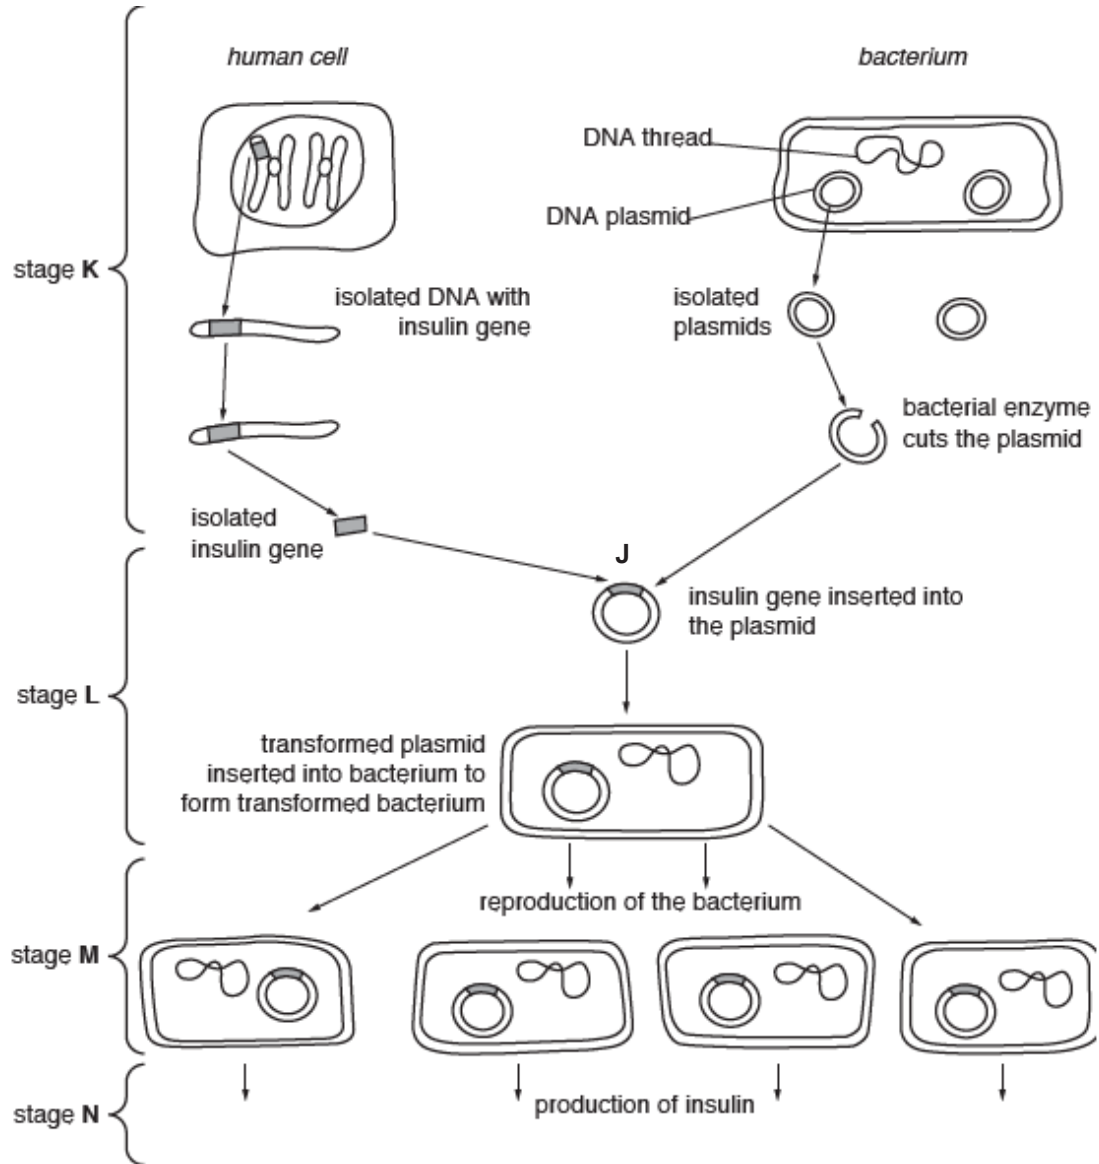 human cell
bacterium
DNA thread
DNA plasmid
stage K
isolated DNA with
insulin gene
isolated
plasmids
bacterial enzyme
cuts the plasmid
isolated
insulin gene
J
insulin gene inserted into
the plasmid
stage L
transformed plasmid
inserted into bacterium to
form transformed bacterium
reproduction of the bacterium
stage M
production of insulin
stage N